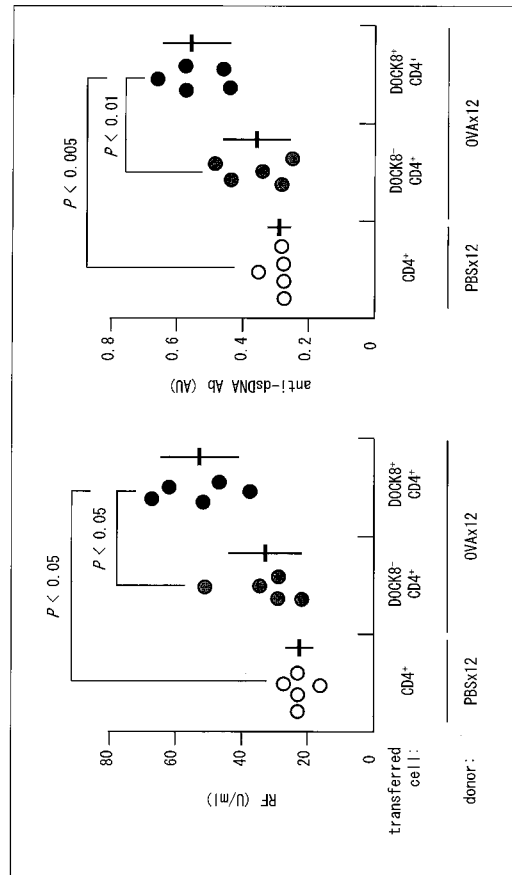 RF (U/ml)
80
60
40
20
0
P < 0.05
P < 0.05
transferred
cell:
CD4⁺
DOCK8⁻
CD4⁺
DOCK8⁺
CD4⁺
donor:
PBSx12
OVAx12
anti-dsDNA Ab (AU)
0.8
0.6
0.4
0.2
0
P < 0.005
P < 0.01
CD4⁺
DOCK8⁻
CD4⁺
DOCK8⁺
CD4⁺
PBSx12
OVAx12